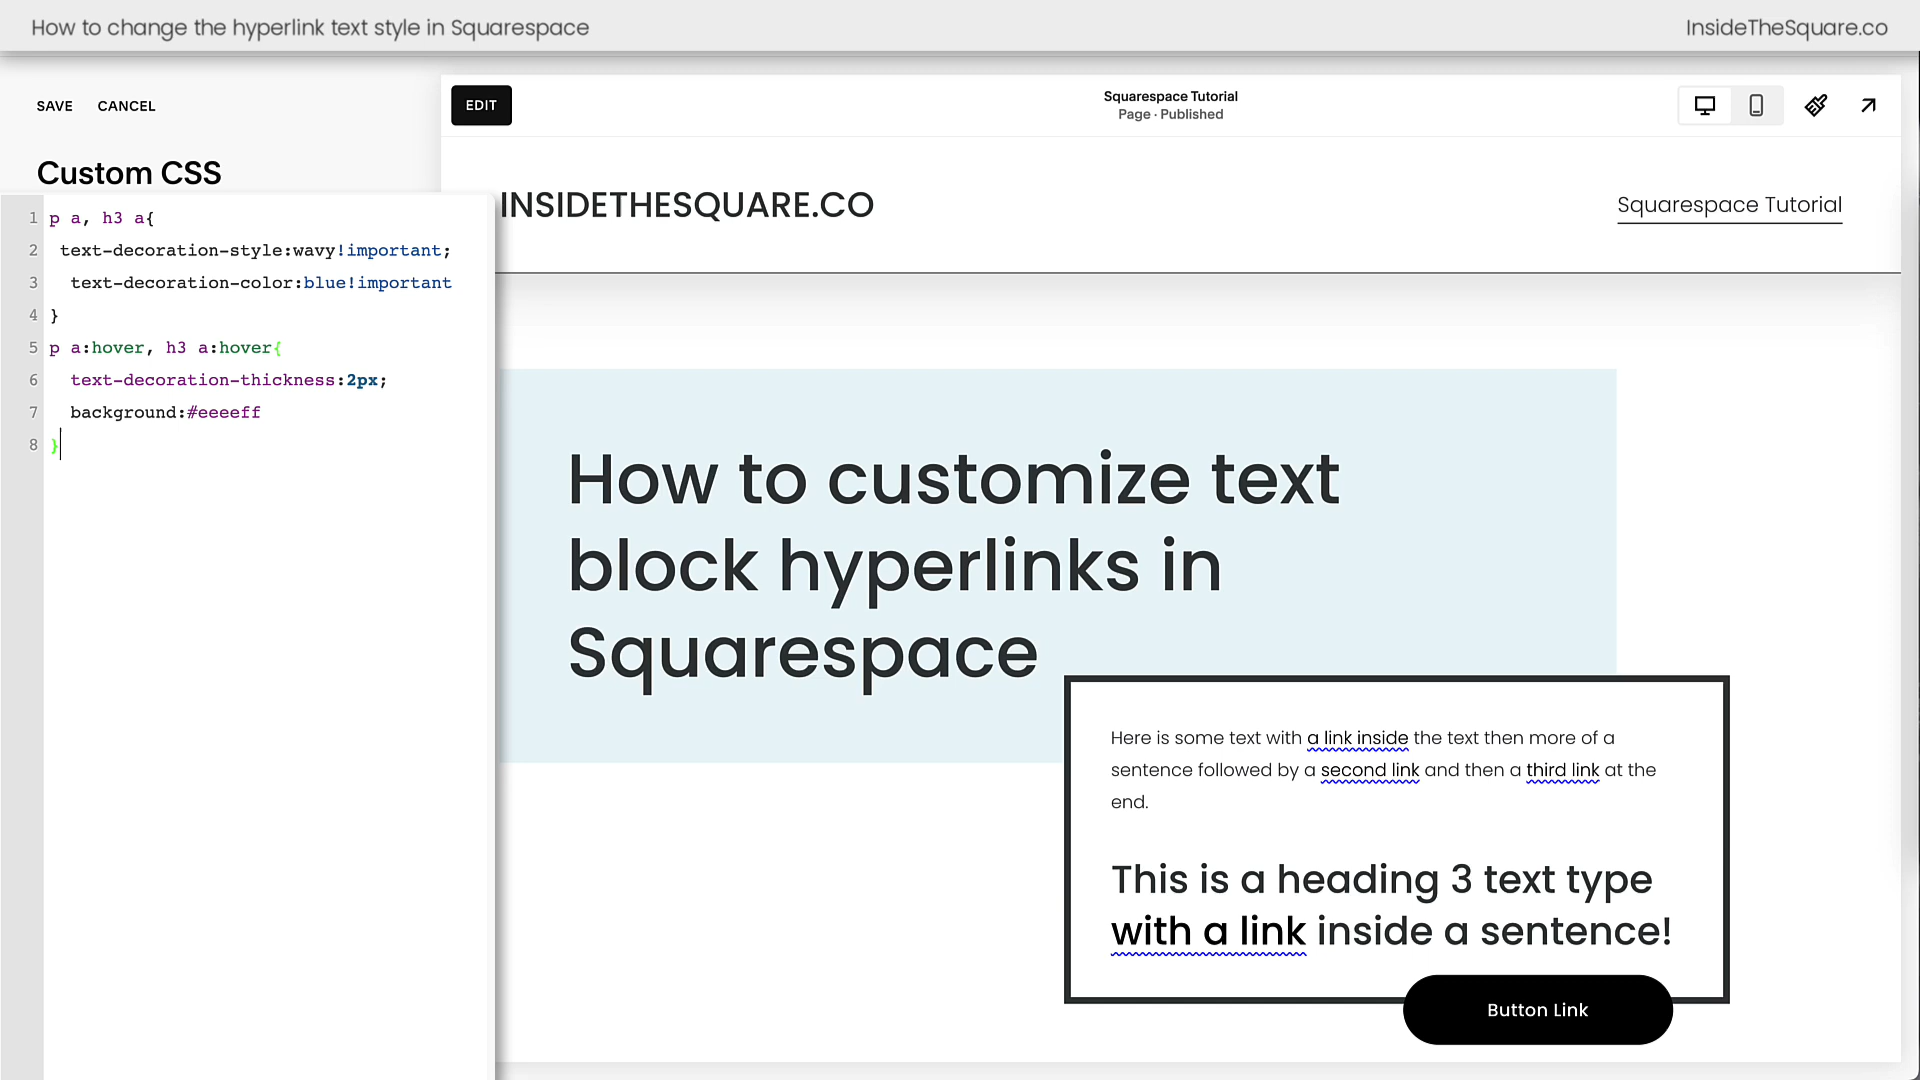 How to change the hyperlink text style in Squarespace
InsideTheSquare.co
SAVE CANCEL
Custom CSS
1 p a, h3 a{
2 text-decoration-style:wavy!important;
3 text-decoration-color:blue!important
4 }
5 p a:hover, h3 a:hover{
6 text-decoration-thickness:2px;
7 background:#eeeeff
8 }
EDIT
Squarespace Tutorial
Page · Published
INSIDETHESQUARE.CO
Squarespace Tutorial
How to customize text
block hyperlinks in
Squarespace
Here is some text with a link inside the text then more of a
sentence followed by a second link and then a third link at the
end.
This is a heading 3 text type
with a link inside a sentence!
Button Link